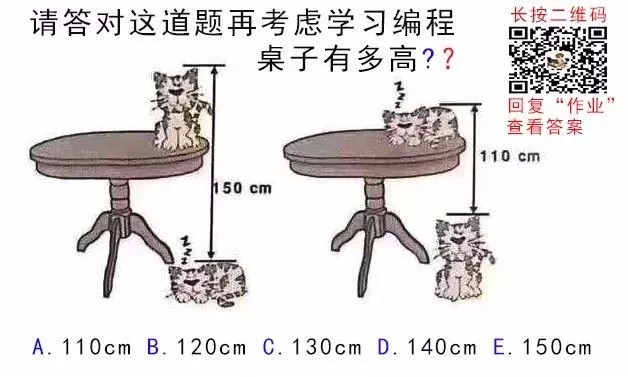 请答对这道题再考虑学习编程
桌子有多高??
长按二维码
回复“作业”
查看答案
z z z
z z z
150 cm
110 cm
A.110cm B.120cm C.130cm D.140cm E.150cm